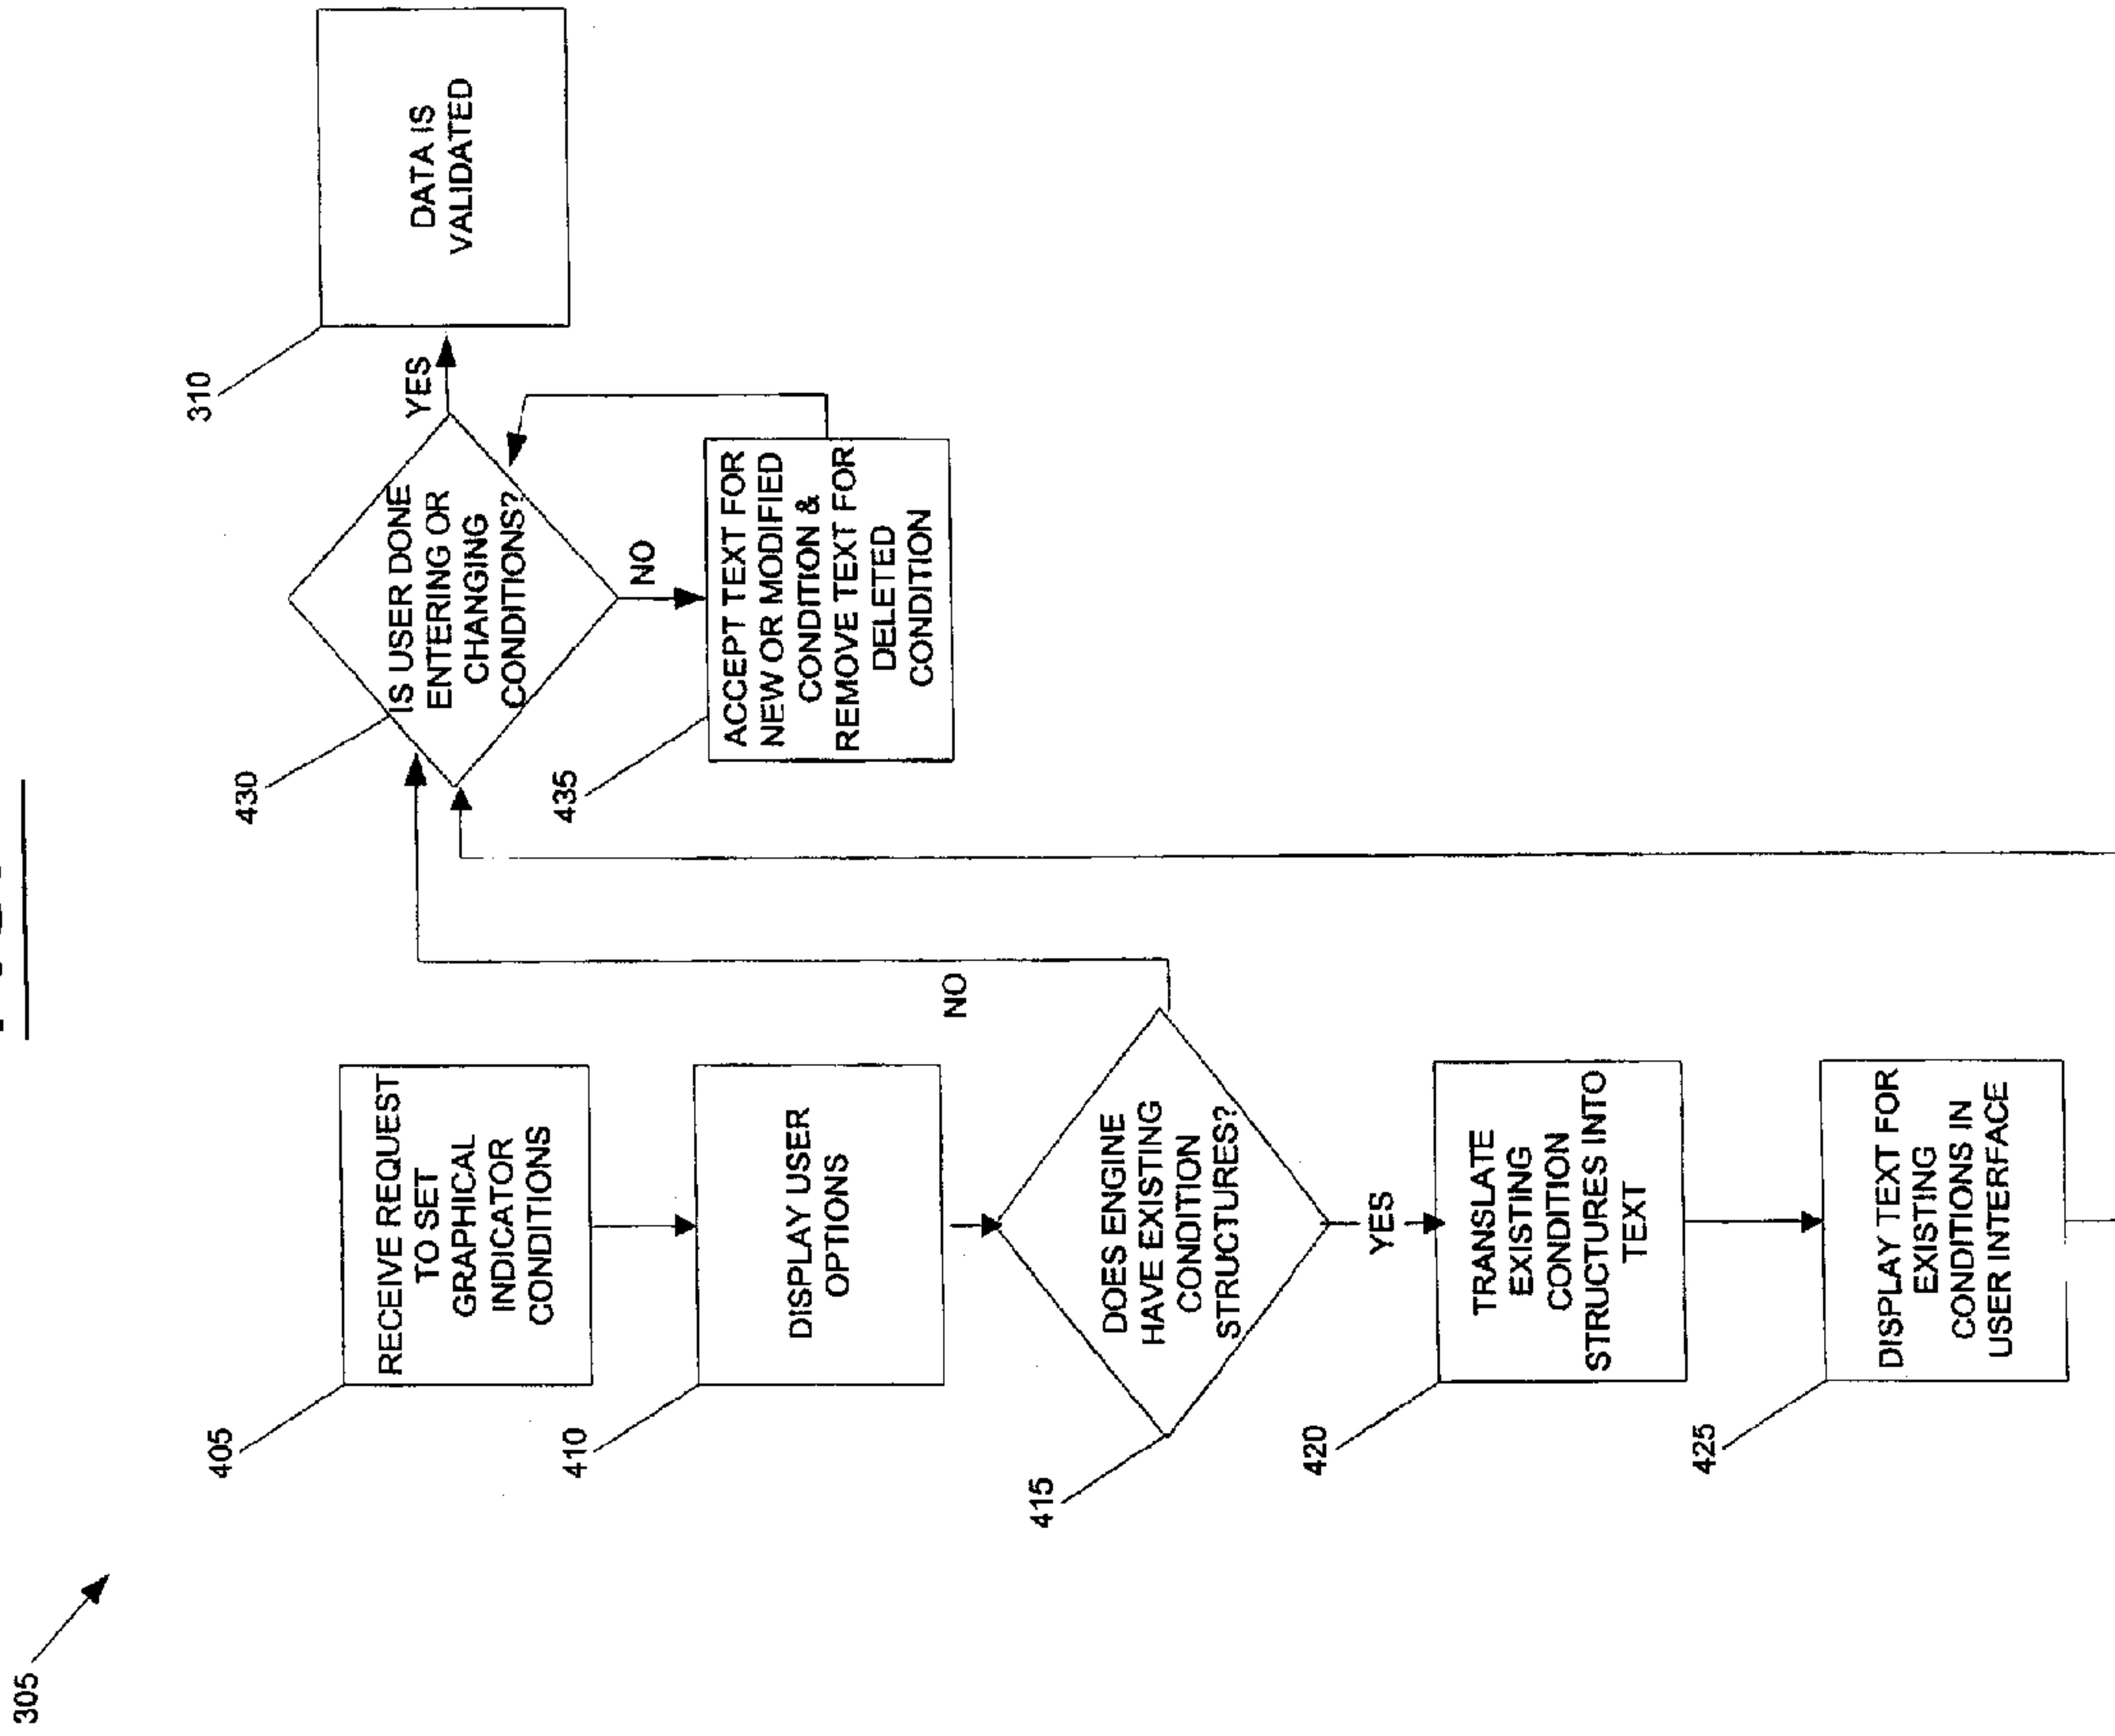 305
405
RECEIVE REQUEST
TO SET
GRAPHICAL
INDICATOR
CONDITIONS
410
DISPLAY USER
OPTIONS
415
DOES ENGINE
HAVE EXISTING
CONDITION
STRUCTURES?
NO
YES
420
TRANSLATE
EXISTING
CONDITION
STRUCTURES INTO
TEXT
425
DISPLAY TEXT FOR
EXISTING
CONDITIONS IN
USER INTERFACE
430
IS USER DONE
ENTERING OR
CHANGING
CONDITIONS?
YES
NO
435
ACCEPT TEXT FOR
NEW OR MODIFIED
CONDITION &
REMOVE TEXT FOR
DELETED
CONDITION
310
DATA IS
VALIDATED